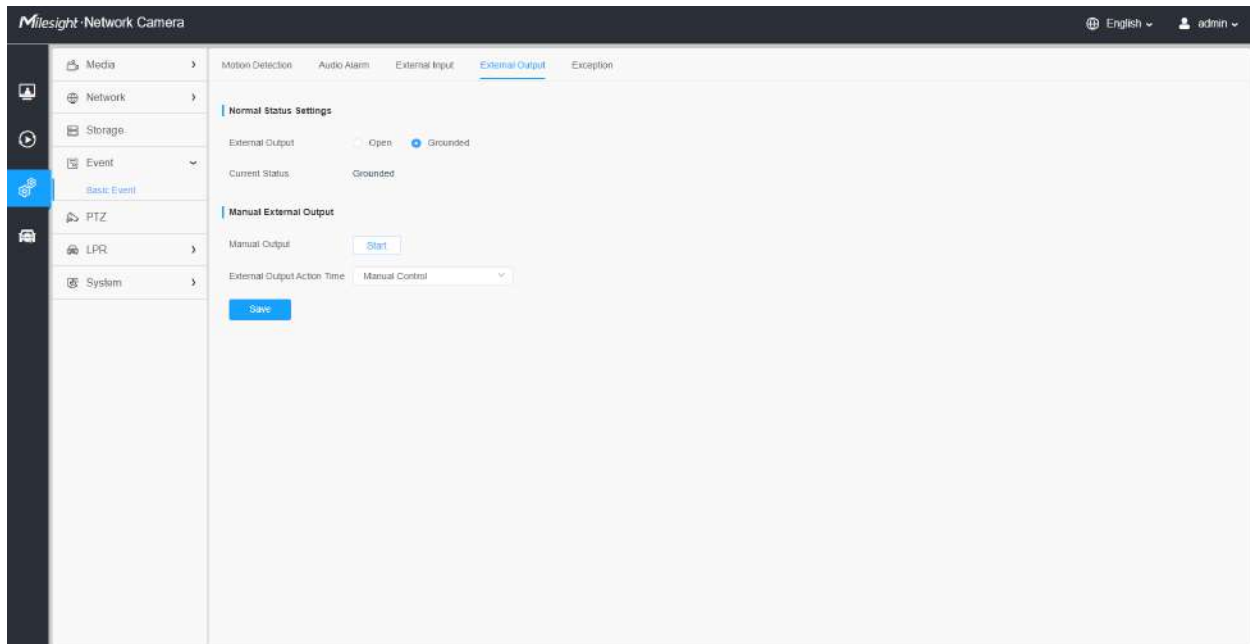 Milesight·Network Camera
English
admin
Media
Network
Storage
Event
Basic Event
PTZ
LPR
System
Motion Detection Audio Alarm External Input External Output Exception
Normal Status Settings
External Output Open Grounded
Current Status Grounded
Manual External Output
Manual Output Start
External Output Action Time Manual Control
Save